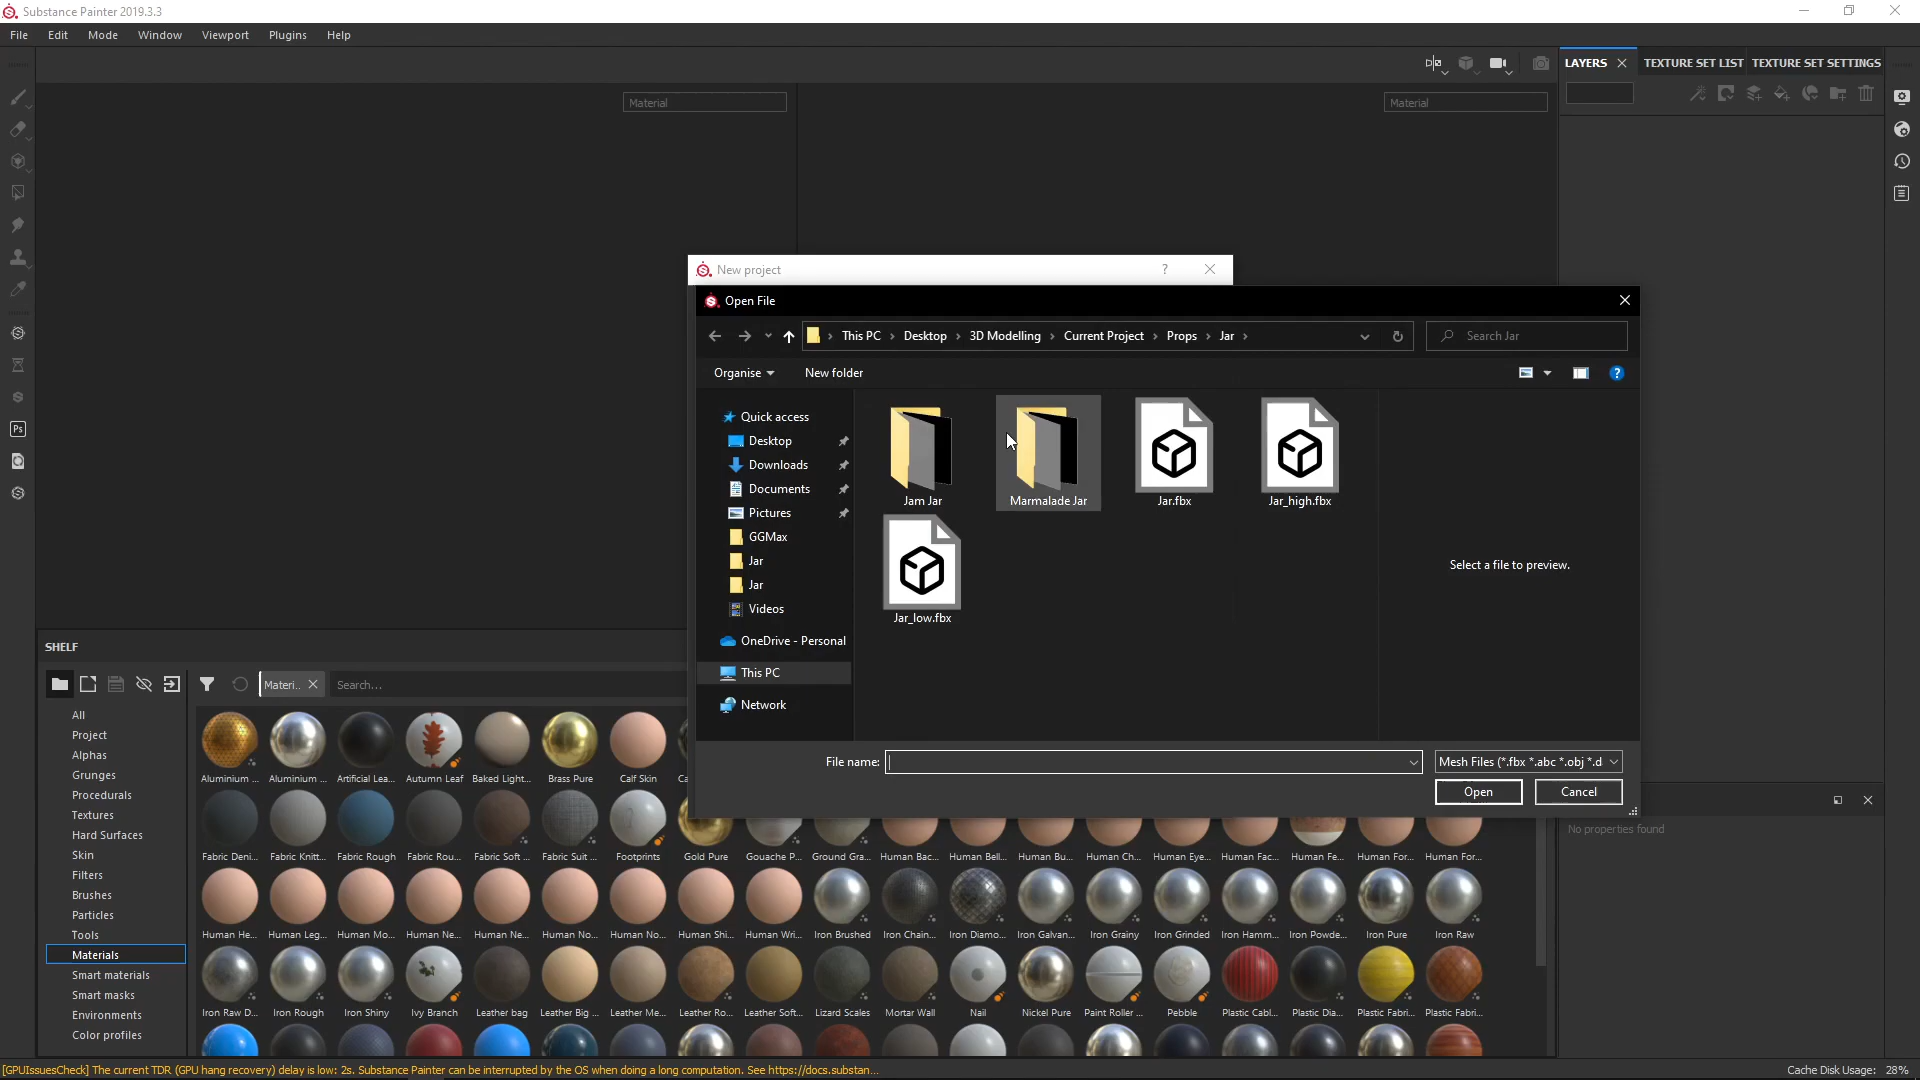 Substance Painter 2019.3.3
File Edit Mode Window Viewport Plugins Help
LAYERS TEXTURE SET LIST TEXTURE SET SETTINGS
Material Material
New project ?
Open File
This PC › Desktop › 3D Modelling › Current Project › Props › Jar ›
Search Jar
Organise New folder
Quick access
Desktop
Downloads
Documents
Pictures
GGMax
Jar
Jar
Videos
OneDrive - Personal
This PC
Network
Jam Jar Marmalade Jar Jar.fbx Jar_high.fbx
Jar_low.fbx
Select a file to preview.
File name: Mesh Files (*.fbx *.abc *.obj *.d
Open Cancel
No properties found
SHELF
Materi.. Search...
All
Project
Alphas
Grunges
Procedurals
Textures
Hard Surfaces
Skin
Filters
Brushes
Particles
Tools
Materials
Smart materials
Smart masks
Environments
Color profiles
Aluminium ... Aluminium ... Artificial Lea... Autumn Leaf Baked Light... Brass Pure Calf Skin
Fabric Deni... Fabric Knitt... Fabric Rough Fabric Rou... Fabric Soft ... Fabric Suit ... Footprints Gold Pure Gouache P... Ground Gra... Human Bac... Human Bell... Human Bu... Human Ch... Human Eye... Human Fac... Human Fe... Human For... Human For...
Human He... Human Leg... Human Mo... Human Ne... Human Ne... Human No... Human No... Human Shi... Human Wri... Iron Brushed Iron Chain... Iron Diamo... Iron Galvan... Iron Grainy Iron Grinded Iron Hamm... Iron Powde... Iron Pure Iron Raw
Iron Raw D... Iron Rough Iron Shiny Ivy Branch Leather bag Leather Big ... Leather Me... Leather Ro... Leather Soft... Lizard Scales Mortar Wall Nail Nickel Pure Paint Roller ... Pebble Plastic Cabl... Plastic Dia... Plastic Fabri... Plastic Fabri...
[GPUIssuesCheck] The current TDR (GPU hang recovery) delay is low: 2s. Substance Painter can be interrupted by the OS when doing a long computation. See https://docs.substan...
Cache Disk Usage: 28%